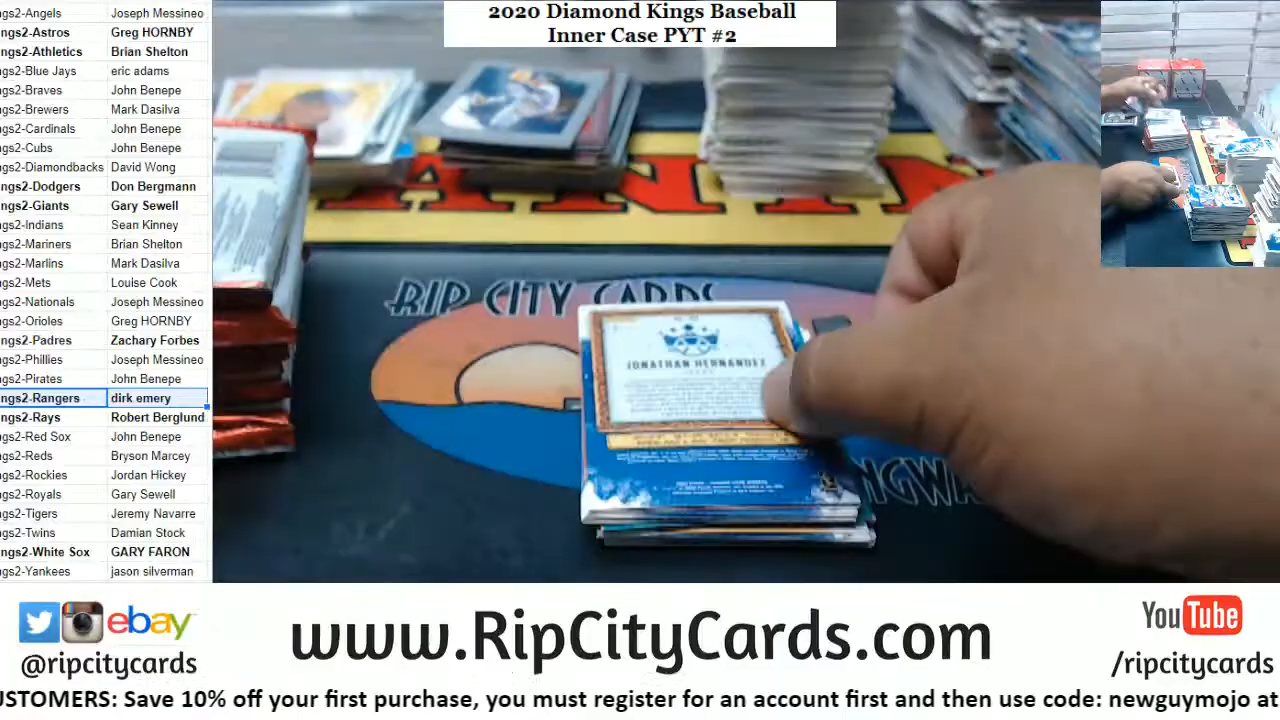 2020 Diamond Kings Baseball
Inner Case PYT #2
ngs2-Angels Joseph Messineo
ngs2-Astros Greg HORNBY
ngs2-Athletics Brian Shelton
ngs2-Blue Jays eric adams
ngs2-Braves John Benepe
ngs2-Brewers Mark Dasilva
ngs2-Cardinals John Benepe
ngs2-Cubs John Benepe
ngs2-Diamondbacks David Wong
ngs2-Dodgers Don Bergmann
ngs2-Giants Gary Sewell
ngs2-Indians Sean Kinney
ngs2-Mariners Brian Shelton
ngs2-Marlins Mark Dasilva
ngs2-Mets Louise Cook
ngs2-Nationals Joseph Messineo
ngs2-Orioles Greg HORNBY
ngs2-Padres Zachary Forbes
ngs2-Phillies Joseph Messineo
ngs2-Pirates John Benepe
ngs2-Rangers dirk emery
ngs2-Rays Robert Berglund
ngs2-Red Sox John Benepe
ngs2-Reds Bryson Marcey
ngs2-Rockies Jordan Hickey
ngs2-Royals Gary Sewell
ngs2-Tigers Jeremy Navarre
ngs2-Twins Damian Stock
ngs2-White Sox GARY FARON
ngs2-Yankees jason silverman
RIP CITY CARDS
JONATHAN HERNANDEZ
ebay
@ripcitycards
www.RipCityCards.com
YouTube
/ripcitycards
USTOMERS: Save 10% off your first purchase, you must register for an account first and then use code: newguymojo at